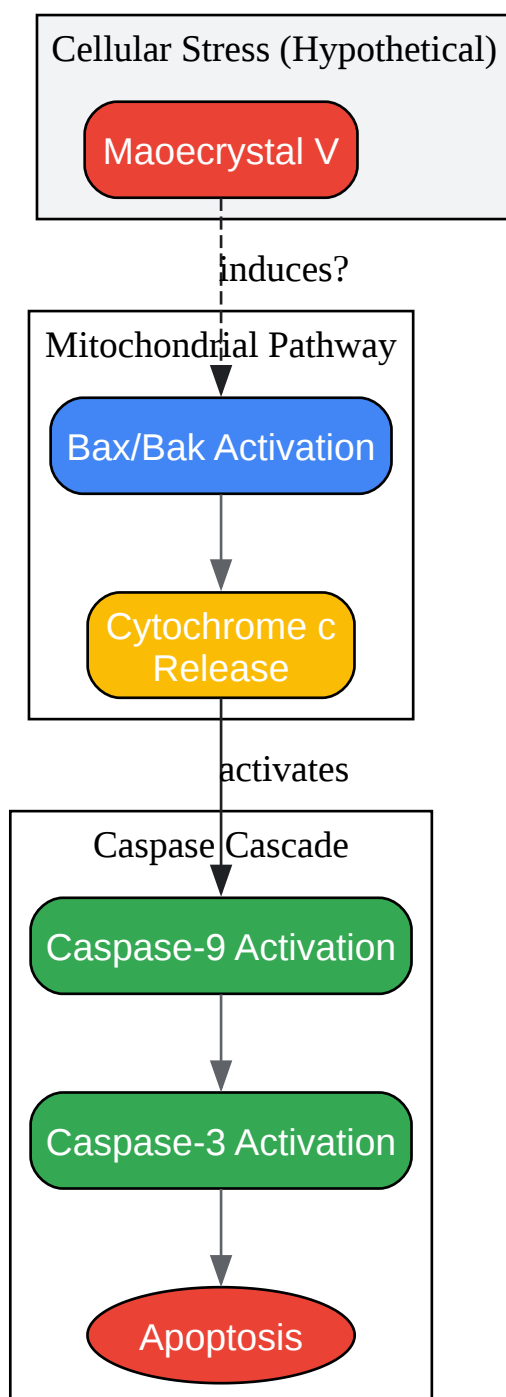 Cellular Stress (Hypothetical)
Maoecrystal V
induces?
Mitochondrial Pathway
Bax/Bak Activation
Cytochrome c
Release
activates
Caspase Cascade
Caspase-9 Activation
Caspase-3 Activation
Apoptosis